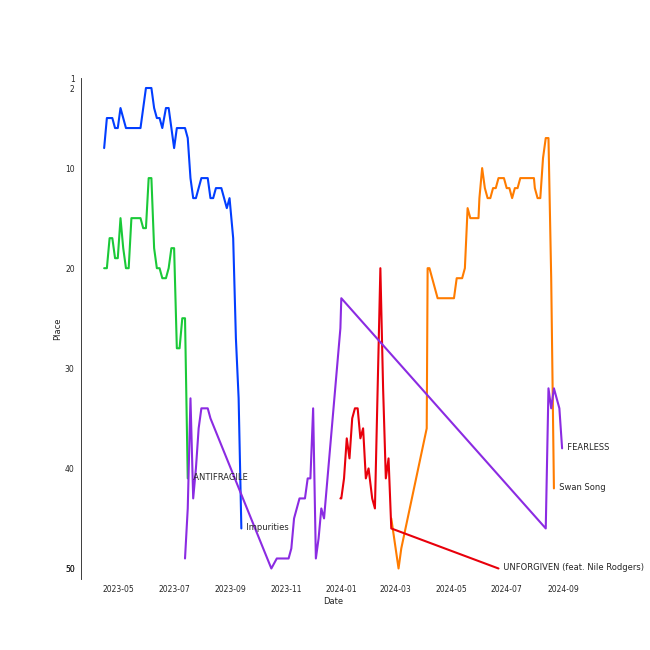 1
2
10
20
30
40
50
Place
ANTIFRAGILE
Impurities
FEARLESS
Swan Song
UNFORGIVEN (feat. Nile Rodgers)
2023-05 2023-07 2023-09 2023-11 2024-01 2024-03 2024-05 2024-07 2024-09
Date